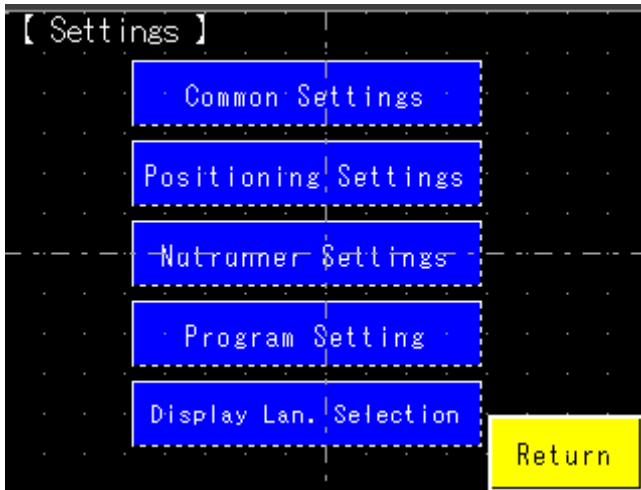 【 Settings 】
Common Settings
Positioning Settings
Nutrunner Settings
Program Setting
Display Lan. Selection
Return